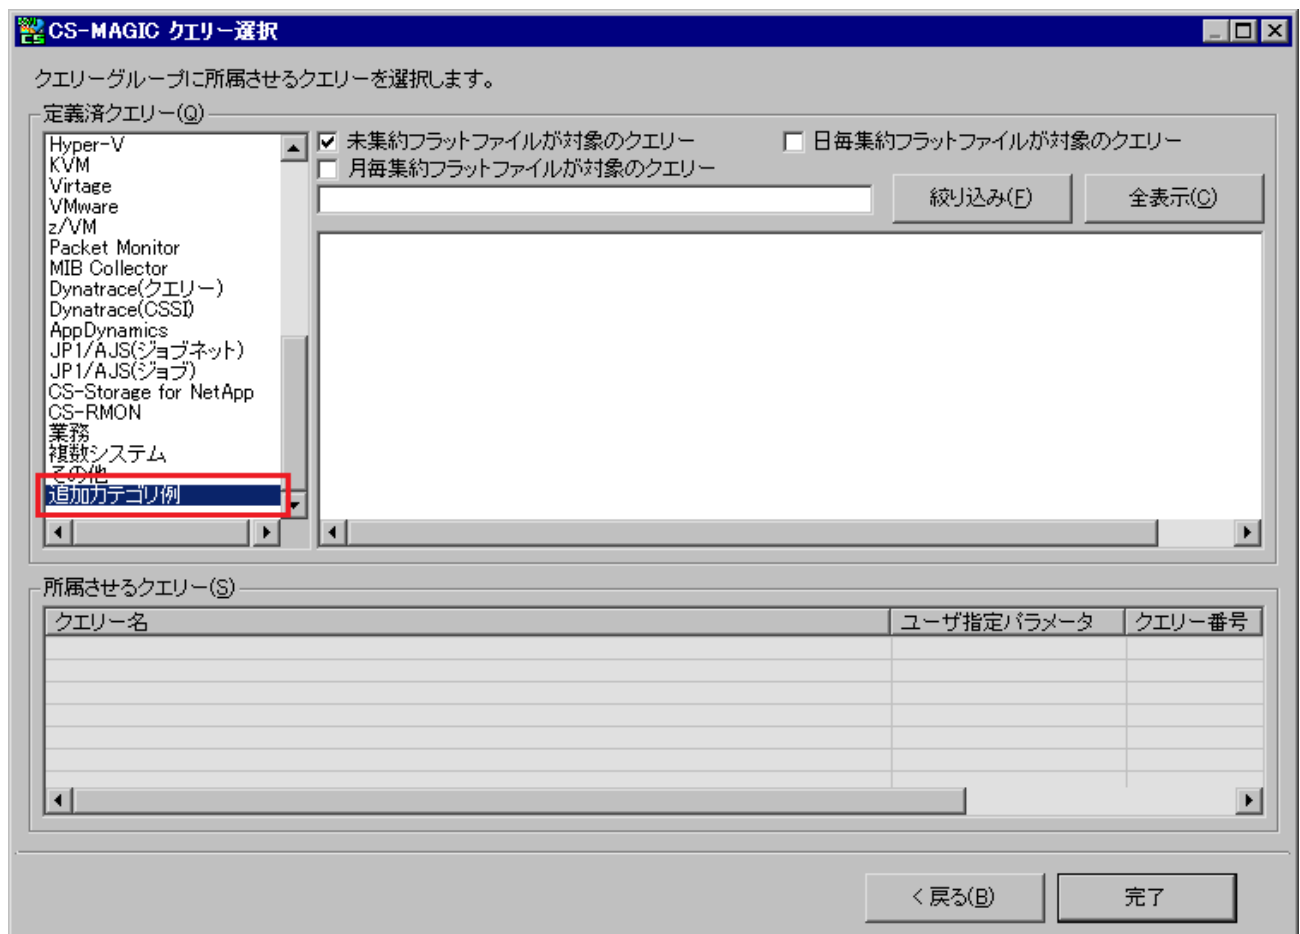 CS-MAGIC クエリー選択
クエリーグループに所属させるクエリーを選択します。
定義済クエリー(Q)
Hyper-V
KVM
Virtage
VMware
z/VM
Packet Monitor
MIB Collector
Dynatrace(クエリー)
Dynatrace(CSSI)
AppDynamics
JP1/AJS(ジョブネット)
JP1/AJS(ジョブ)
CS-Storage for NetApp
CS-RMON
業務
複数システム
その他
追加カテゴリ例
未集約フラットファイルが対象のクエリー
日毎集約フラットファイルが対象のクエリー
月毎集約フラットファイルが対象のクエリー
絞り込み(F)
全表示(C)
所属させるクエリー(S)
クエリー名
ユーザ指定パラメータ
クエリー番号
< 戻る(B)
完了